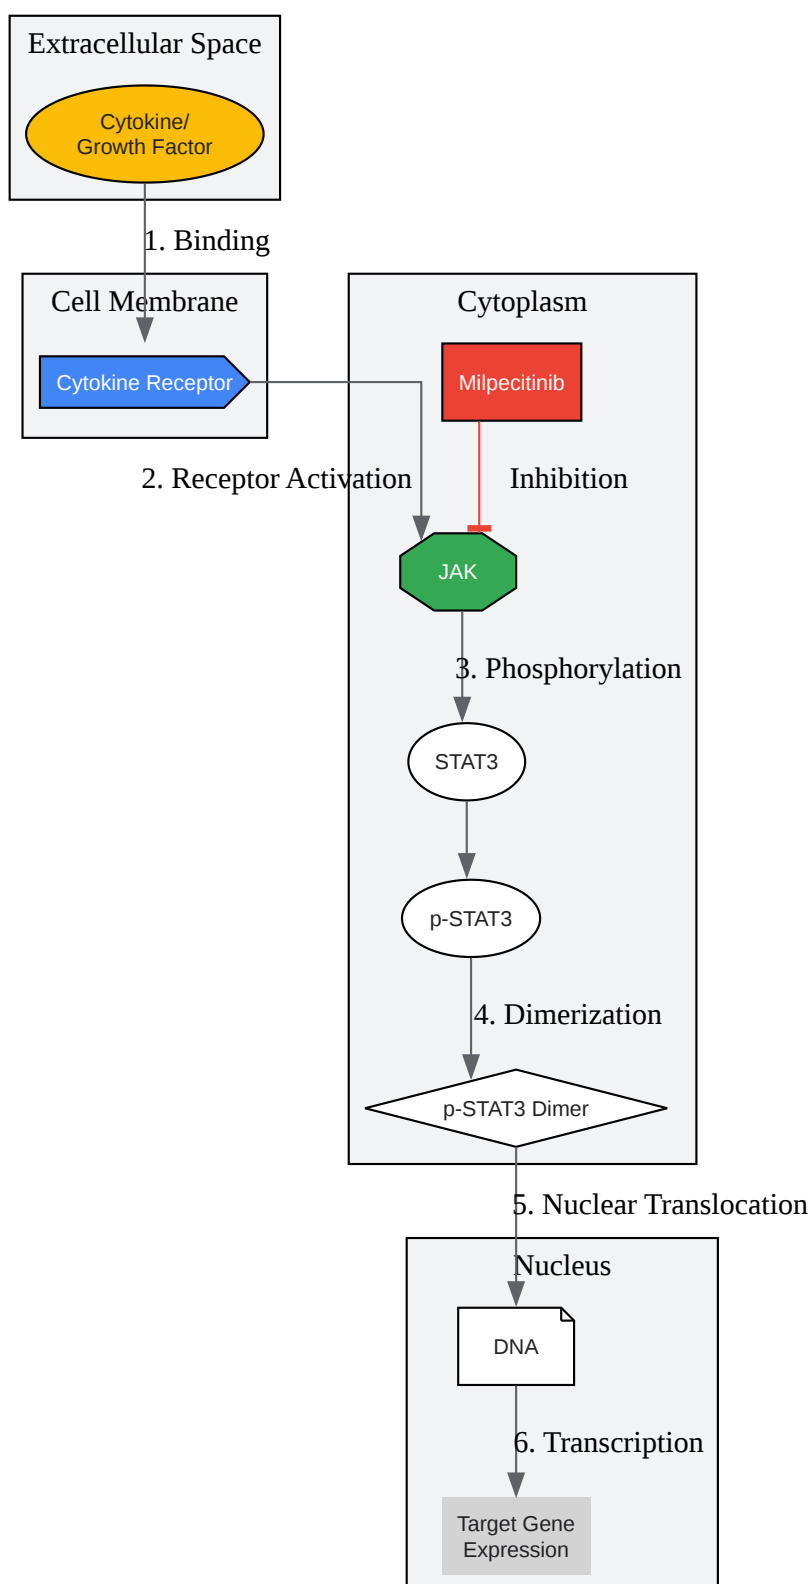 Extracellular Space
Cytokine/
Growth Factor
1. Binding
Cell Membrane
Cytokine Receptor
Cytoplasm
Milpecitinib
2. Receptor Activation
Inhibition
JAK
3. Phosphorylation
STAT3
p-STAT3
4. Dimerization
p-STAT3 Dimer
5. Nuclear Translocation
Nucleus
DNA
6. Transcription
Target Gene
Expression